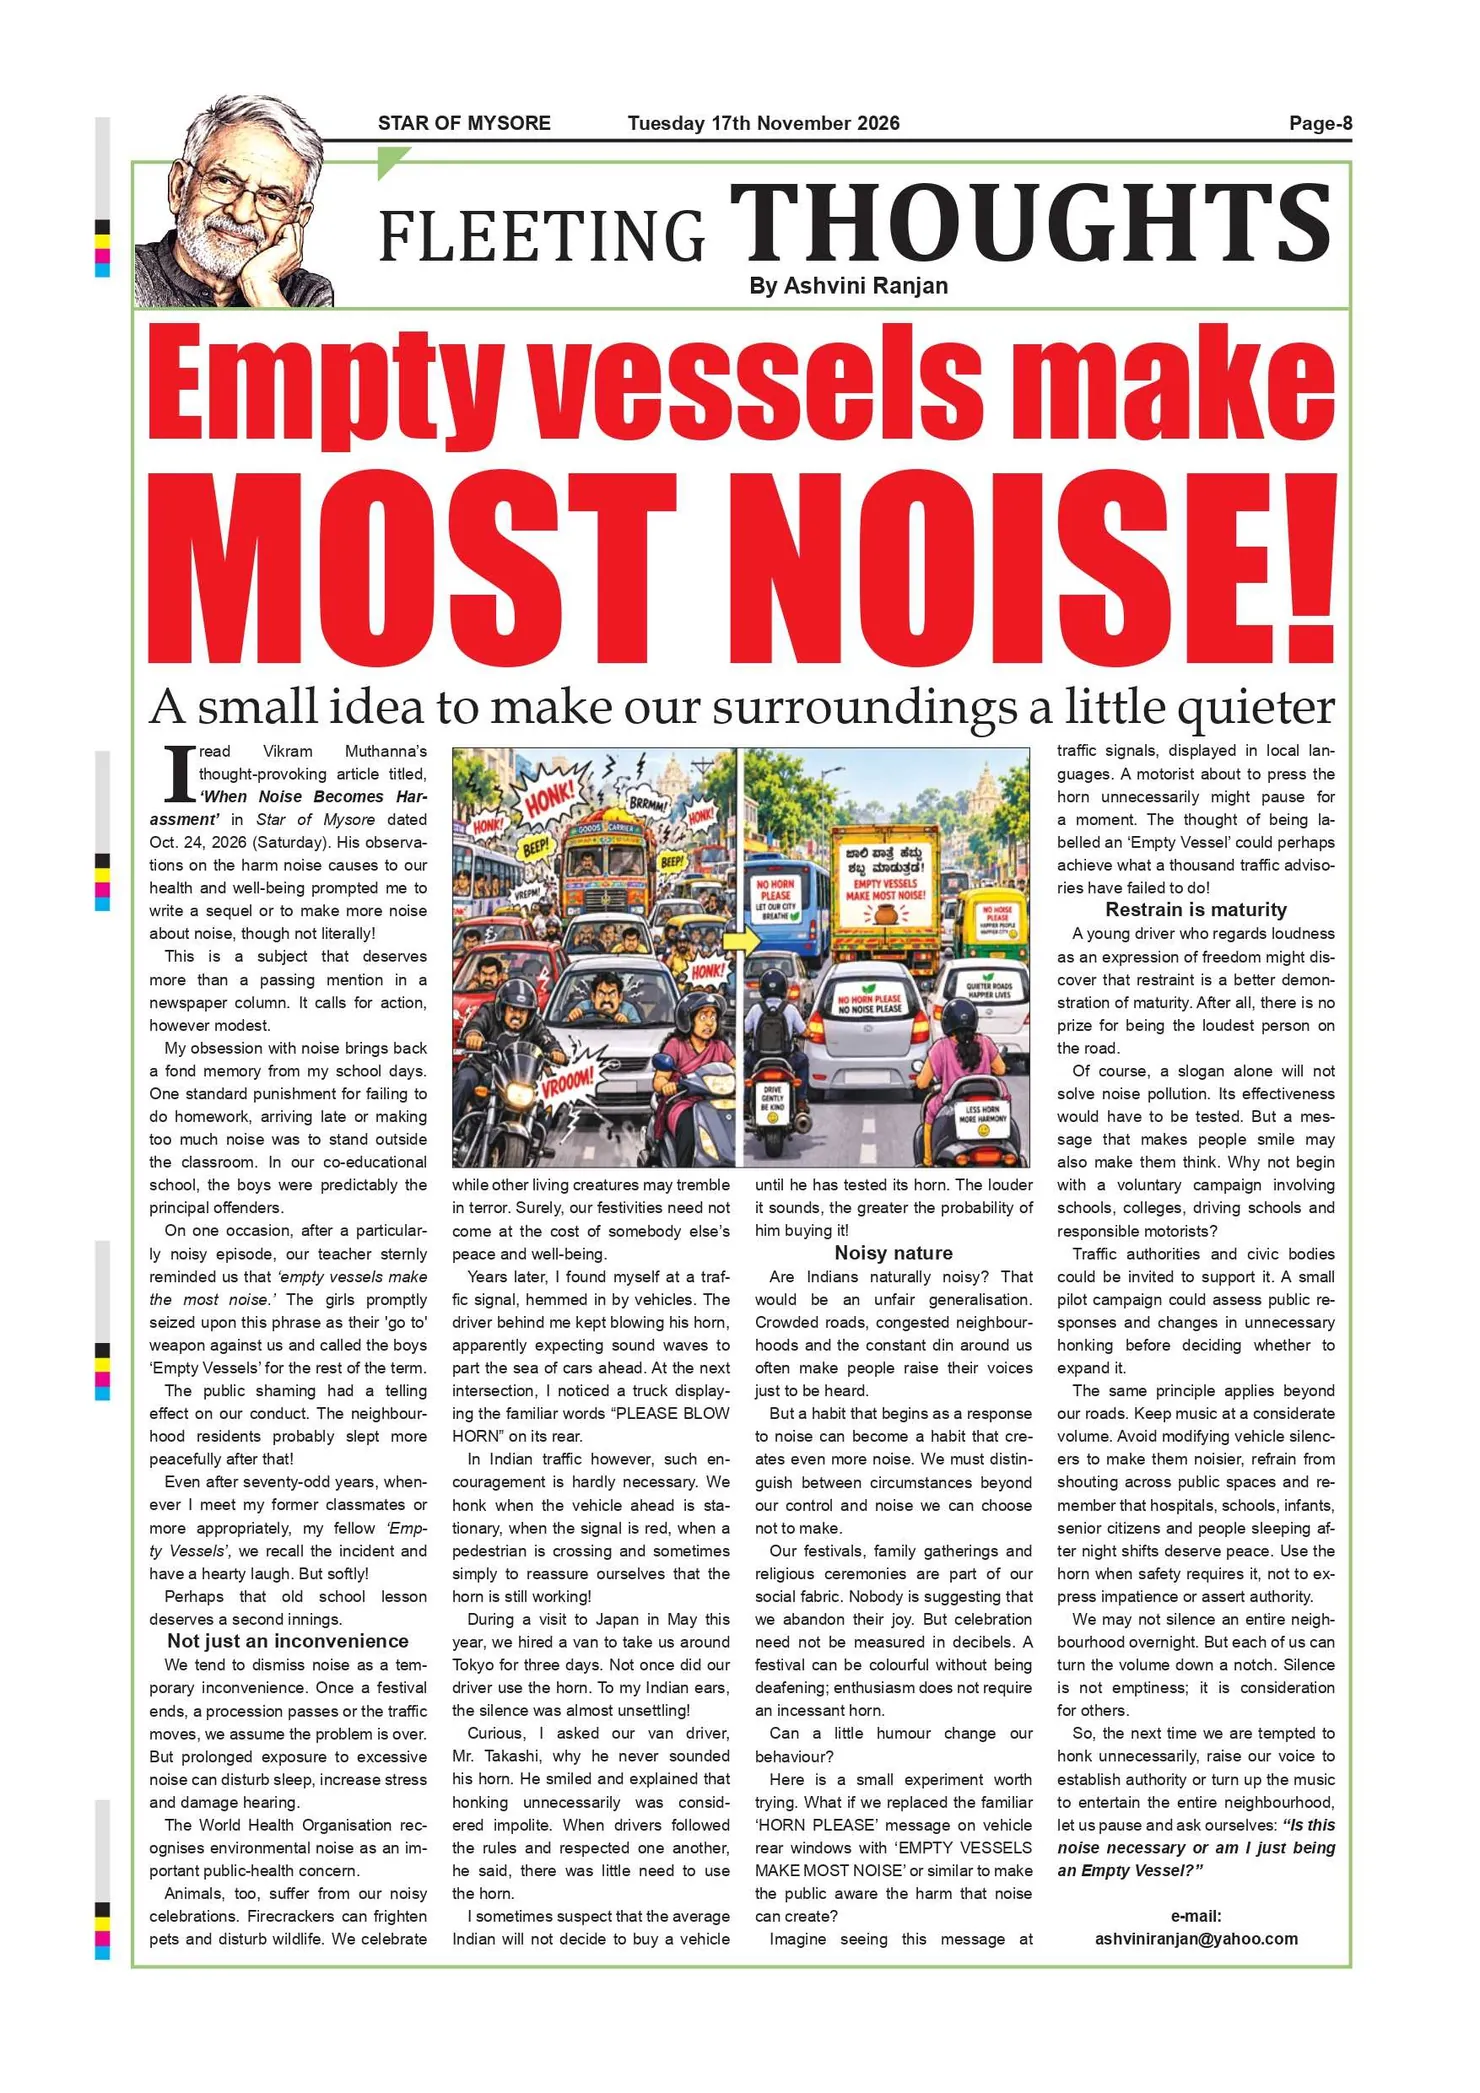 STAR OF MYSORE Tuesday 17th November 2026 Page-8
FLEETING THOUGHTS
By Ashvini Ranjan
Empty vessels make
MOST NOISE!
A small idea to make our surroundings a little quieter
I read Vikram Muthanna's
thought-provoking article titled,
'When Noise Becomes Har-
assment' in Star of Mysore dated
Oct. 24, 2026 (Saturday). His observa-
tions on the harm noise causes to our
health and well-being prompted me to
write a sequel or to make more noise
about noise, though not literally!
This is a subject that deserves
more than a passing mention in a
newspaper column. It calls for action,
however modest.
My obsession with noise brings back
a fond memory from my school days.
One standard punishment for failing to
do homework, arriving late or making
too much noise was to stand outside
the classroom. In our co-educational
school, the boys were predictably the
principal offenders.
On one occasion, after a particular-
ly noisy episode, our teacher sternly
reminded us that 'empty vessels make
the most noise.' The girls promptly
seized upon this phrase as their 'go to'
weapon against us and called the boys
'Empty Vessels' for the rest of the term.
The public shaming had a telling
effect on our conduct. The neighbour-
hood residents probably slept more
peacefully after that!
Even after seventy-odd years, when-
ever I meet my former classmates or
more appropriately, my fellow 'Emp-
ty Vessels', we recall the incident and
have a hearty laugh. But softly!
Perhaps that old school lesson
deserves a second innings.
Not just an inconvenience
We tend to dismiss noise as a tem-
porary inconvenience. Once a festival
ends, a procession passes or the traffic
moves, we assume the problem is over.
But prolonged exposure to excessive
noise can disturb sleep, increase stress
and damage hearing.
The World Health Organisation rec-
ognises environmental noise as an im-
portant public-health concern.
Animals, too, suffer from our noisy
celebrations. Firecrackers can frighten
pets and disturb wildlife. We celebrate
HONK!
BRRMM!
HONK!
HONK!
BEEP!
BEEP!
VREPM!
HONK!
VROOOM!
GOODS CARRIER
ಖಾಲಿ ಪಾತ್ರೆ ಹೆಚ್ಚು
ಶಬ್ದ ಮಾಡುತ್ತದೆ!
EMPTY VESSELS
MAKE MOST NOISE!
NO HORN
PLEASE
LET OUR CITY
BREATHE
NO NOISE
PLEASE
HAPPIER PEOPLE
HAPPIER CITY
NO HORN PLEASE
NO NOISE PLEASE
QUIETER ROADS
HAPPIER LIVES
DRIVE
GENTLY
BE KIND
LESS HORN
MORE HARMONY
while other living creatures may tremble
in terror. Surely, our festivities need not
come at the cost of somebody else's
peace and well-being.
Years later, I found myself at a traf-
fic signal, hemmed in by vehicles. The
driver behind me kept blowing his horn,
apparently expecting sound waves to
part the sea of cars ahead. At the next
intersection, I noticed a truck display-
ing the familiar words "PLEASE BLOW
HORN" on its rear.
In Indian traffic however, such en-
couragement is hardly necessary. We
honk when the vehicle ahead is sta-
tionary, when the signal is red, when a
pedestrian is crossing and sometimes
simply to reassure ourselves that the
horn is still working!
During a visit to Japan in May this
year, we hired a van to take us around
Tokyo for three days. Not once did our
driver use the horn. To my Indian ears,
the silence was almost unsettling!
Curious, I asked our van driver,
Mr. Takashi, why he never sounded
his horn. He smiled and explained that
honking unnecessarily was consid-
ered impolite. When drivers followed
the rules and respected one another,
he said, there was little need to use
the horn.
I sometimes suspect that the average
Indian will not decide to buy a vehicle
until he has tested its horn. The louder
it sounds, the greater the probability of
him buying it!
Noisy nature
Are Indians naturally noisy? That
would be an unfair generalisation.
Crowded roads, congested neighbour-
hoods and the constant din around us
often make people raise their voices
just to be heard.
But a habit that begins as a response
to noise can become a habit that cre-
ates even more noise. We must distin-
guish between circumstances beyond
our control and noise we can choose
not to make.
Our festivals, family gatherings and
religious ceremonies are part of our
social fabric. Nobody is suggesting that
we abandon their joy. But celebration
need not be measured in decibels. A
festival can be colourful without being
deafening; enthusiasm does not require
an incessant horn.
Can a little humour change our
behaviour?
Here is a small experiment worth
trying. What if we replaced the familiar
'HORN PLEASE' message on vehicle
rear windows with 'EMPTY VESSELS
MAKE MOST NOISE' or similar to make
the public aware the harm that noise
can create?
Imagine seeing this message at
traffic signals, displayed in local lan-
guages. A motorist about to press the
horn unnecessarily might pause for
a moment. The thought of being la-
belled an 'Empty Vessel' could perhaps
achieve what a thousand traffic adviso-
ries have failed to do!
Restrain is maturity
A young driver who regards loudness
as an expression of freedom might dis-
cover that restraint is a better demon-
stration of maturity. After all, there is no
prize for being the loudest person on
the road.
Of course, a slogan alone will not
solve noise pollution. Its effectiveness
would have to be tested. But a mes-
sage that makes people smile may
also make them think. Why not begin
with a voluntary campaign involving
schools, colleges, driving schools and
responsible motorists?
Traffic authorities and civic bodies
could be invited to support it. A small
pilot campaign could assess public re-
sponses and changes in unnecessary
honking before deciding whether to
expand it.
The same principle applies beyond
our roads. Keep music at a considerate
volume. Avoid modifying vehicle silenc-
ers to make them noisier, refrain from
shouting across public spaces and re-
member that hospitals, schools, infants,
senior citizens and people sleeping af-
ter night shifts deserve peace. Use the
horn when safety requires it, not to ex-
press impatience or assert authority.
We may not silence an entire neigh-
bourhood overnight. But each of us can
turn the volume down a notch. Silence
is not emptiness; it is consideration
for others.
So, the next time we are tempted to
honk unnecessarily, raise our voice to
establish authority or turn up the music
to entertain the entire neighbourhood,
let us pause and ask ourselves: "Is this
noise necessary or am I just being
an Empty Vessel?"
e-mail:
ashviniranjan@yahoo.com